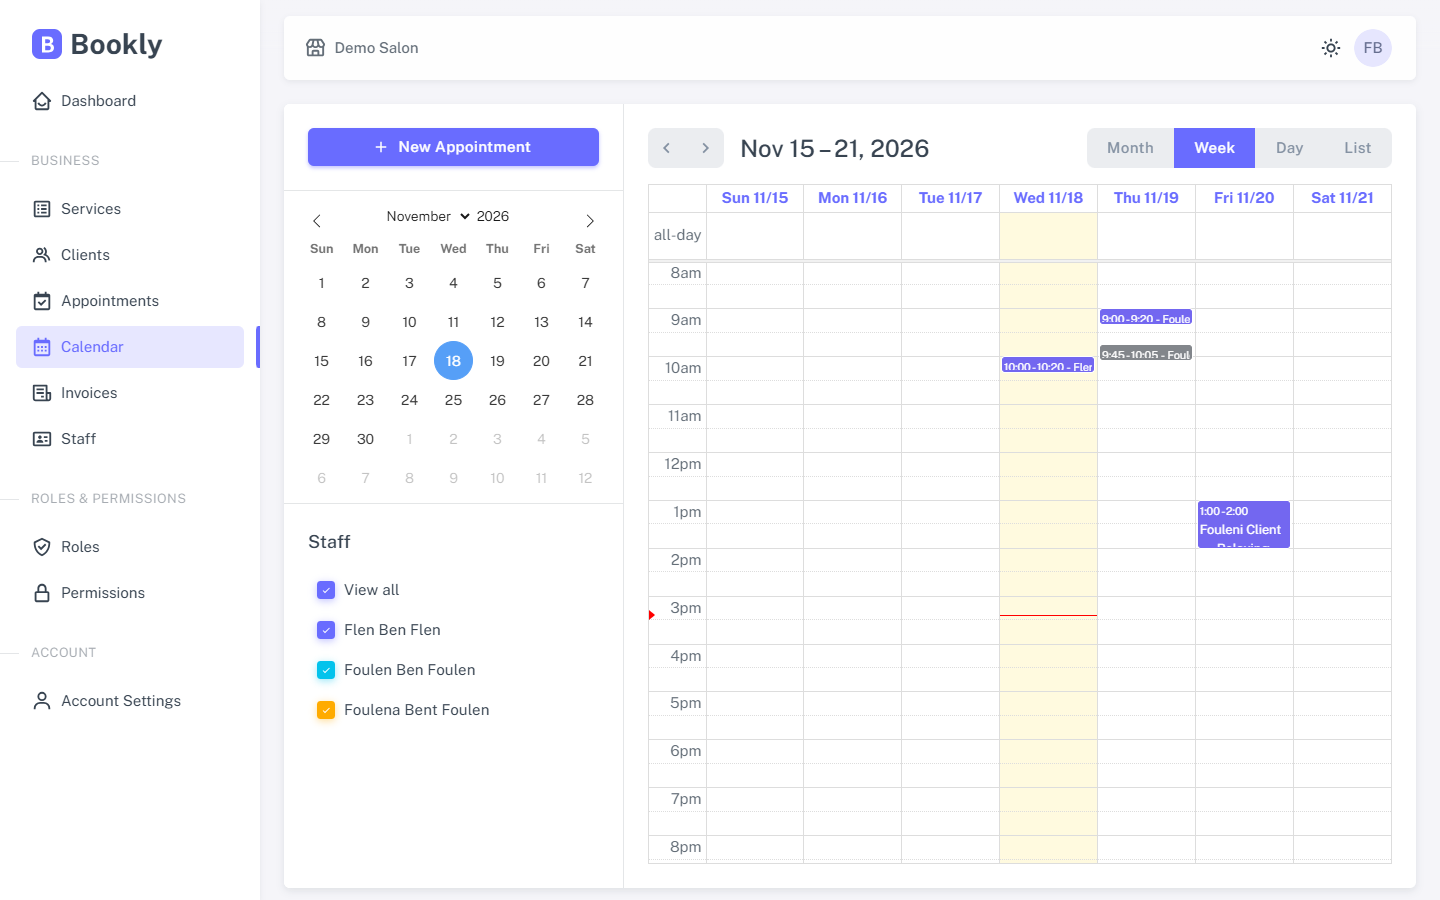 B Bookly
Dashboard
BUSINESS
Services
Clients
Appointments
Calendar
Invoices
Staff
ROLES & PERMISSIONS
Roles
Permissions
ACCOUNT
Account Settings
Demo Salon
FB
New Appointment
November 2026
Sun Mon Tue Wed Thu Fri Sat
1 2 3 4 5 6 7
8 9 10 11 12 13 14
15 16 17 18 19 20 21
22 23 24 25 26 27 28
29 30 1 2 3 4 5
6 7 8 9 10 11 12
Staff
View all
Flen Ben Flen
Foulen Ben Foulen
Foulena Bent Foulen
Nov 15 – 21, 2026
Month Week Day List
Sun 11/15 Mon 11/16 Tue 11/17 Wed 11/18 Thu 11/19 Fri 11/20 Sat 11/21
all-day
8am
9am
9:00 - 9:20 - Foule
9:45 - 10:05 - Foul
10am
10:00 - 10:20 - Fler
11am
12pm
1pm
1:00 - 2:00
Fouleni Client
2pm
3pm
4pm
5pm
6pm
7pm
8pm